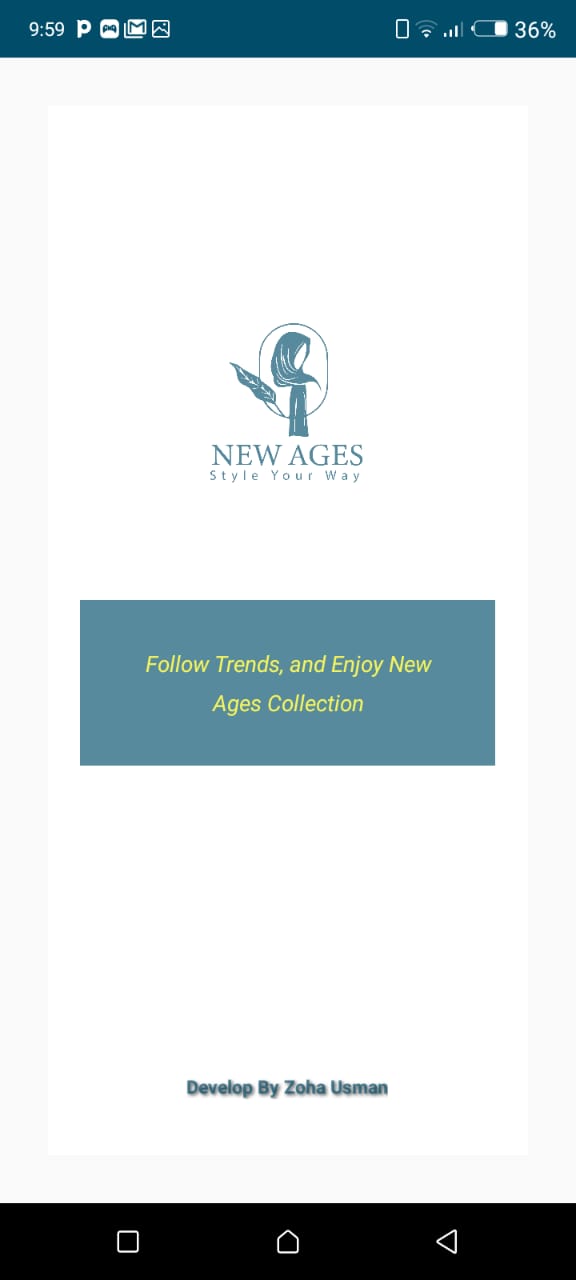 9:59
36%
NEW AGES
Style Your Way
Follow Trends, and Enjoy New
Ages Collection
Develop By Zoha Usman